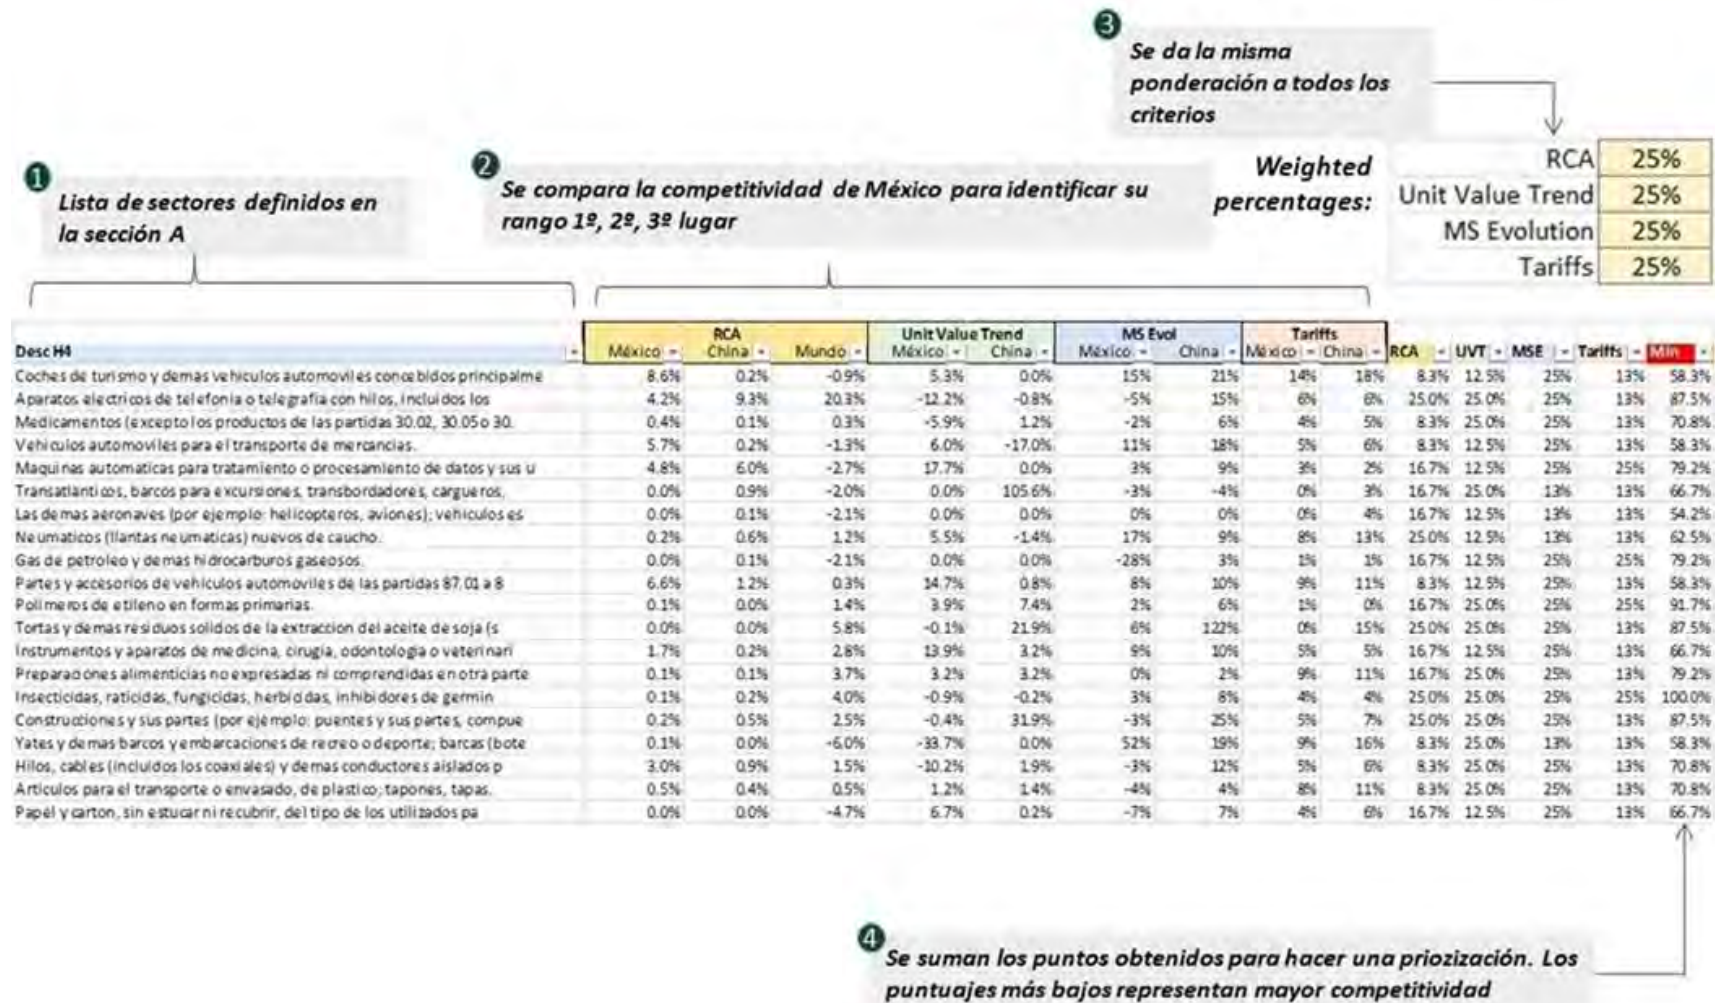 3
Se da la misma
ponderación a todos los
criterios
1
Lista de sectores definidos en
la sección A
2
Se compara la competitividad de México para identificar su
rango 1º, 2º, 3º lugar
Weighted
percentages:
RCA 25%
Unit Value Trend 25%
MS Evolution 25%
Tariffs 25%
RCA Unit Value Trend MS Evol Tariffs
Desc H4 México China Mundo México China México China México China RCA UVT MSE Tariffs Min
Coches de turismo y demas vehiculos automoviles concebidos principalme 8.6% 0.2% -0.9% 5.3% 0.0% 15% 21% 14% 18% 8.3% 12.5% 25% 13% 58.3%
Aparatos electricos de telefonia o telegrafia con hilos, incluidos los 4.2% 9.3% 20.3% -12.2% -0.8% -5% 15% 6% 6% 25.0% 25.0% 25% 13% 87.5%
Medicamentos (excepto los productos de las partidas 30.02, 30.05 o 30. 0.4% 0.1% 0.3% -5.9% 1.2% -2% 6% 4% 5% 8.3% 25.0% 25% 13% 70.8%
Vehiculos automoviles para el transporte de mercancias. 5.7% 0.2% -1.3% 6.0% -17.0% 11% 18% 5% 6% 8.3% 12.5% 25% 13% 58.3%
Maquinas automaticas para tratamiento o procesamiento de datos y sus u 4.8% 6.0% -2.7% 17.7% 0.0% 3% 9% 3% 2% 16.7% 12.5% 25% 25% 79.2%
Transatlanticos, barcos para excursiones, transbordadores, cargueros, 0.0% 0.9% -2.0% 0.0% 105.6% -3% -4% 0% 3% 16.7% 25.0% 13% 13% 66.7%
Las demas aeronaves (por ejemplo: helicopteros, aviones); vehiculos es 0.0% 0.1% -2.1% 0.0% 0.0% 0% 0% 0% 4% 16.7% 12.5% 13% 13% 54.2%
Neumaticos (llantas neumaticas) nuevos de caucho. 0.2% 0.6% 1.2% 5.5% -1.4% 17% 9% 8% 13% 25.0% 12.5% 13% 13% 62.5%
Gas de petroleo y demas hidrocarburos gaseosos. 0.0% 0.1% -2.1% 0.0% 0.0% -28% 3% 1% 1% 16.7% 12.5% 25% 25% 79.2%
Partes y accesorios de vehiculos automoviles de las partidas 87.01 a 8 6.6% 1.2% 0.3% 14.7% 0.8% 8% 10% 9% 11% 8.3% 12.5% 25% 13% 58.3%
Polimeros de etileno en formas primarias. 0.1% 0.0% 1.4% 3.9% 7.4% 2% 6% 1% 0% 16.7% 25.0% 25% 25% 91.7%
Tortas y demas residuos solidos de la extraccion del aceite de soja (s 0.0% 0.0% 5.8% -0.1% 21.9% 6% 122% 0% 15% 25.0% 25.0% 25% 13% 87.5%
Instrumentos y aparatos de medicina, cirugia, odontologia o veterinari 1.7% 0.2% 2.8% 13.9% 3.2% 9% 10% 5% 5% 16.7% 12.5% 25% 13% 66.7%
Preparaciones alimenticias no expresadas ni comprendidas en otra parte 0.1% 0.1% 3.7% 3.2% 3.2% 0% 2% 9% 11% 16.7% 25.0% 25% 13% 79.2%
Insecticidas, raticidas, fungicidas, herbicidas, inhibidores de germin 0.1% 0.2% 4.0% -0.9% -0.2% 3% 8% 4% 4% 25.0% 25.0% 25% 25% 100.0%
Construcciones y sus partes (por ejemplo: puentes y sus partes, compue 0.2% 0.5% 2.5% -0.4% 31.9% -3% 25% 5% 7% 25.0% 25.0% 25% 13% 87.5%
Yates y demas barcos y embarcaciones de recreo o deporte; barcas (bote 0.1% 0.0% -6.0% -33.7% 0.0% 52% 19% 9% 16% 8.3% 25.0% 13% 13% 58.3%
Hilos, cables (incluidos los coaxiales) y demas conductores aislados p 3.0% 0.9% 1.5% -10.2% 1.9% -3% 12% 5% 6% 8.3% 25.0% 25% 13% 70.8%
Articulos para el transporte o envasado, de plastico; tapones, tapas. 0.5% 0.4% 0.5% 1.2% 1.4% -4% 4% 8% 11% 8.3% 25.0% 25% 13% 70.8%
Papel y carton, sin estucar ni recubrir, del tipo de los utilizados pa 0.0% 0.0% -4.7% 6.7% 0.2% -7% 7% 4% 6% 16.7% 12.5% 25% 13% 66.7%
4
Se suman los puntos obtenidos para hacer una priozización. Los
puntuajes más bajos representan mayor competitividad